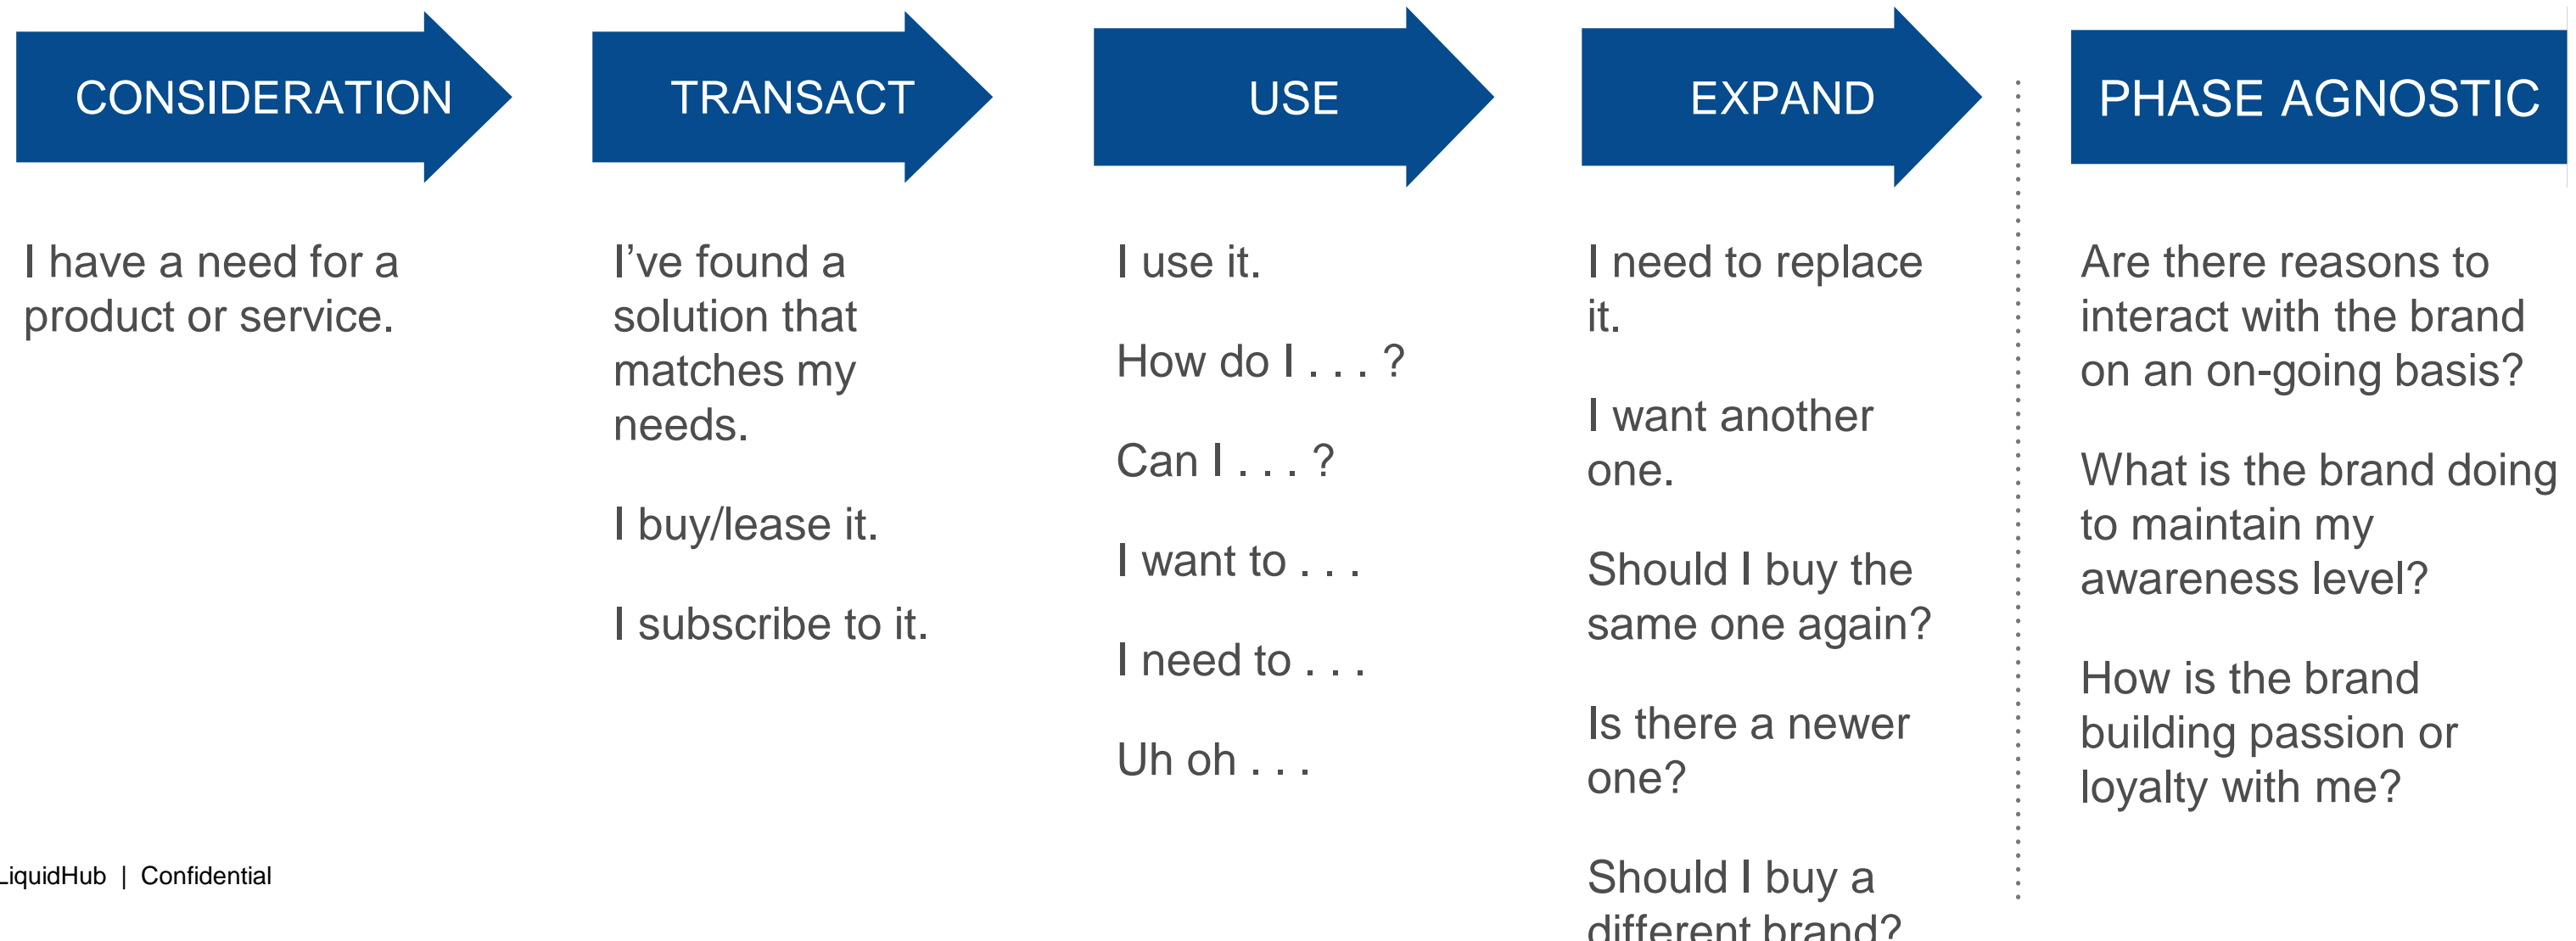 CONSIDERATION
I have a need for a
product or service.
TRANSACT
I've found a
solution that
matches my
needs.
I buy/lease it.
I subscribe to it.
USE
I use it.
How do I . . . ?
Can I . . . ?
I want to . . .
I need to . . .
Uh oh . . .
EXPAND
I need to replace
it.
I want another
one.
Should I buy the
same one again?
Is there a newer
one?
Should I buy a
different brand?
PHASE AGNOSTIC
Are there reasons to
interact with the brand
on an on-going basis?
What is the brand doing
to maintain my
awareness level?
How is the brand
building passion or
loyalty with me?
LiquidHub | Confidential